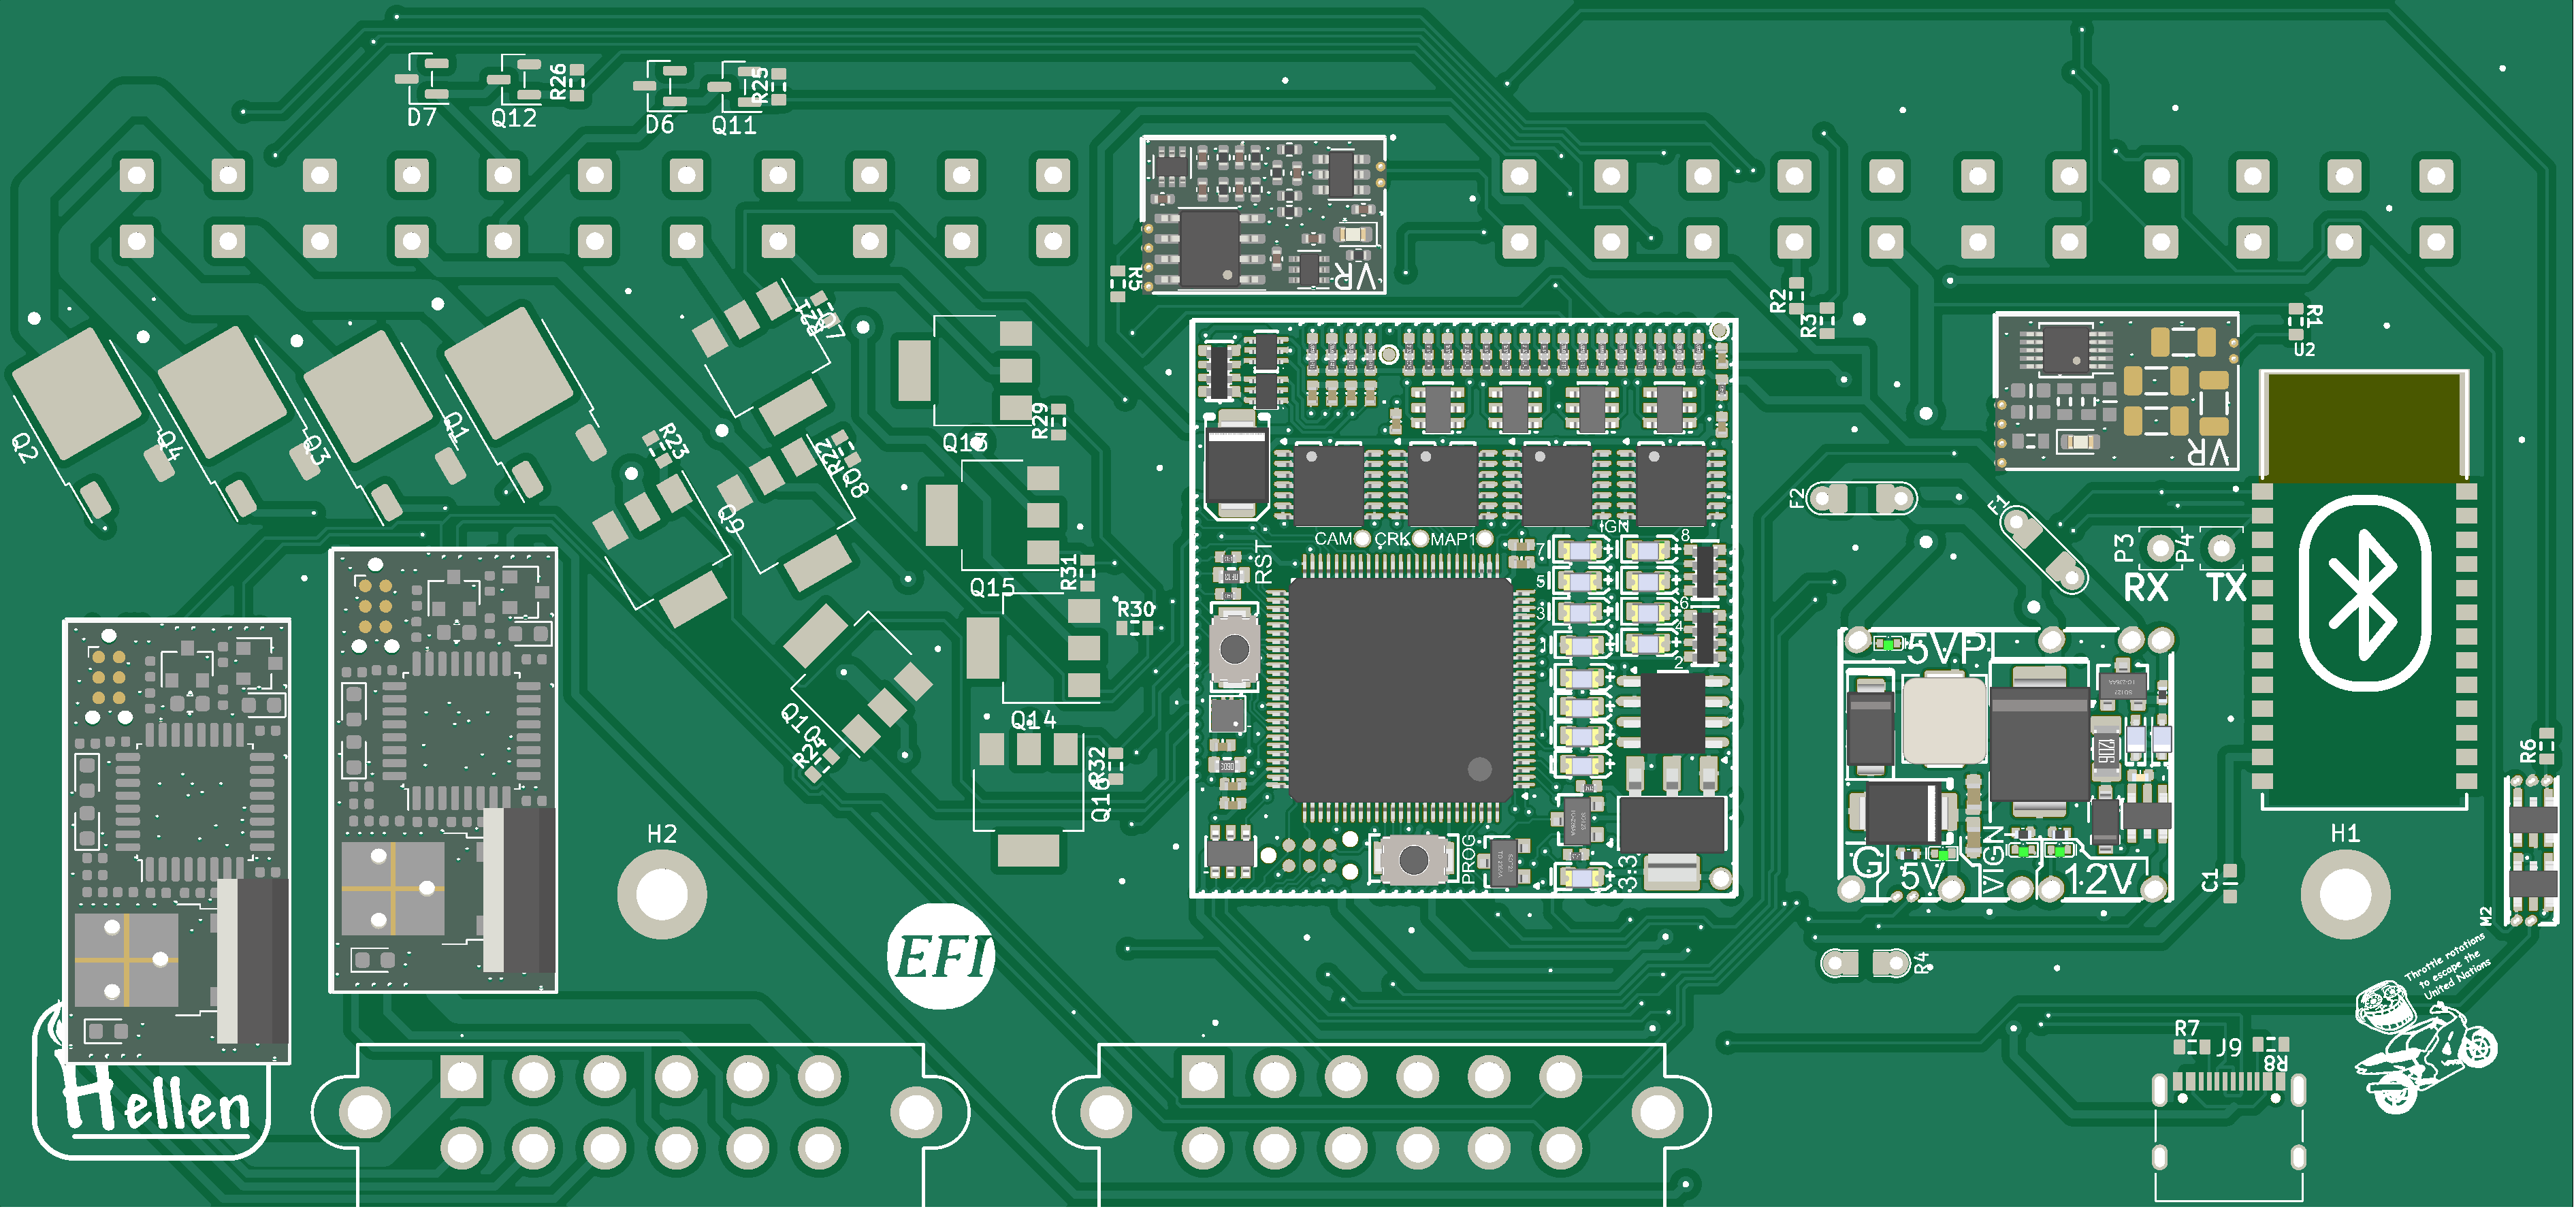 D7
Q12
R26
D6
Q11
R25
R5
VR
R2
R3
R1
U2
VR
Q2
Q4
Q3
Q1
R21
R23
R22
Q8
Q9
Q13
R29
Q15
R31
Q14
R30
Q10
R24
R32
Q16
IGN
CAM
CRK
MAP1
RST
7
8
5
3
6
1
4
2
PROG
3.3
F2
F1
P3
P4
RX
TX
5VP
1206
G
5V
VIGN
12V
C1
H1
H2
R6
M2
R4
EFI
Throttle rotations
to escape the
United Nations
R7
J9
R8
Hellen